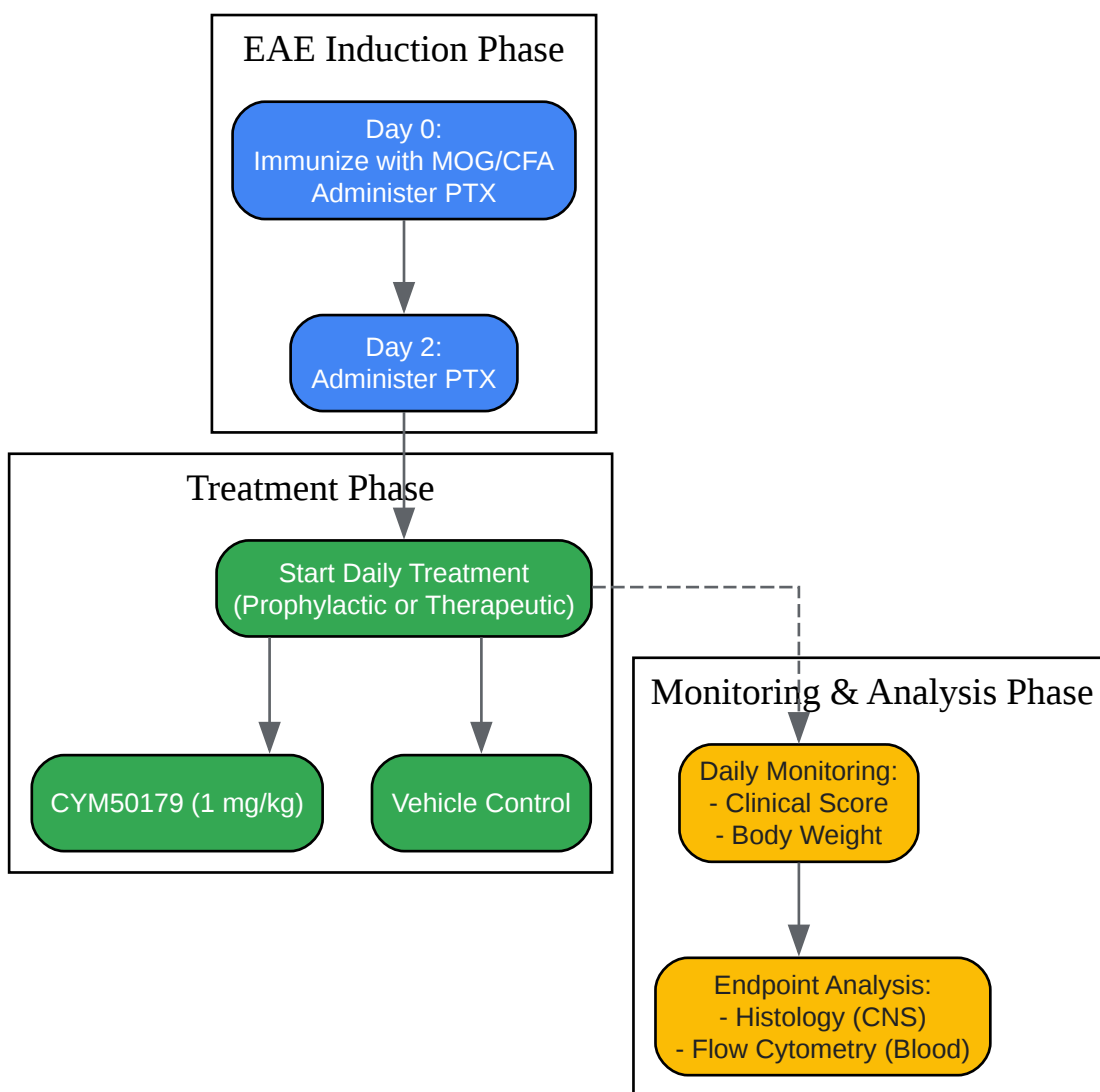 EAE Induction Phase
Day 0:
Immunize with MOG/CFA
Administer PTX
Day 2:
Administer PTX
Treatment Phase
Start Daily Treatment
(Prophylactic or Therapeutic)
CYM50179 (1 mg/kg)
Vehicle Control
Monitoring & Analysis Phase
Daily Monitoring:
- Clinical Score
- Body Weight
Endpoint Analysis:
- Histology (CNS)
- Flow Cytometry (Blood)